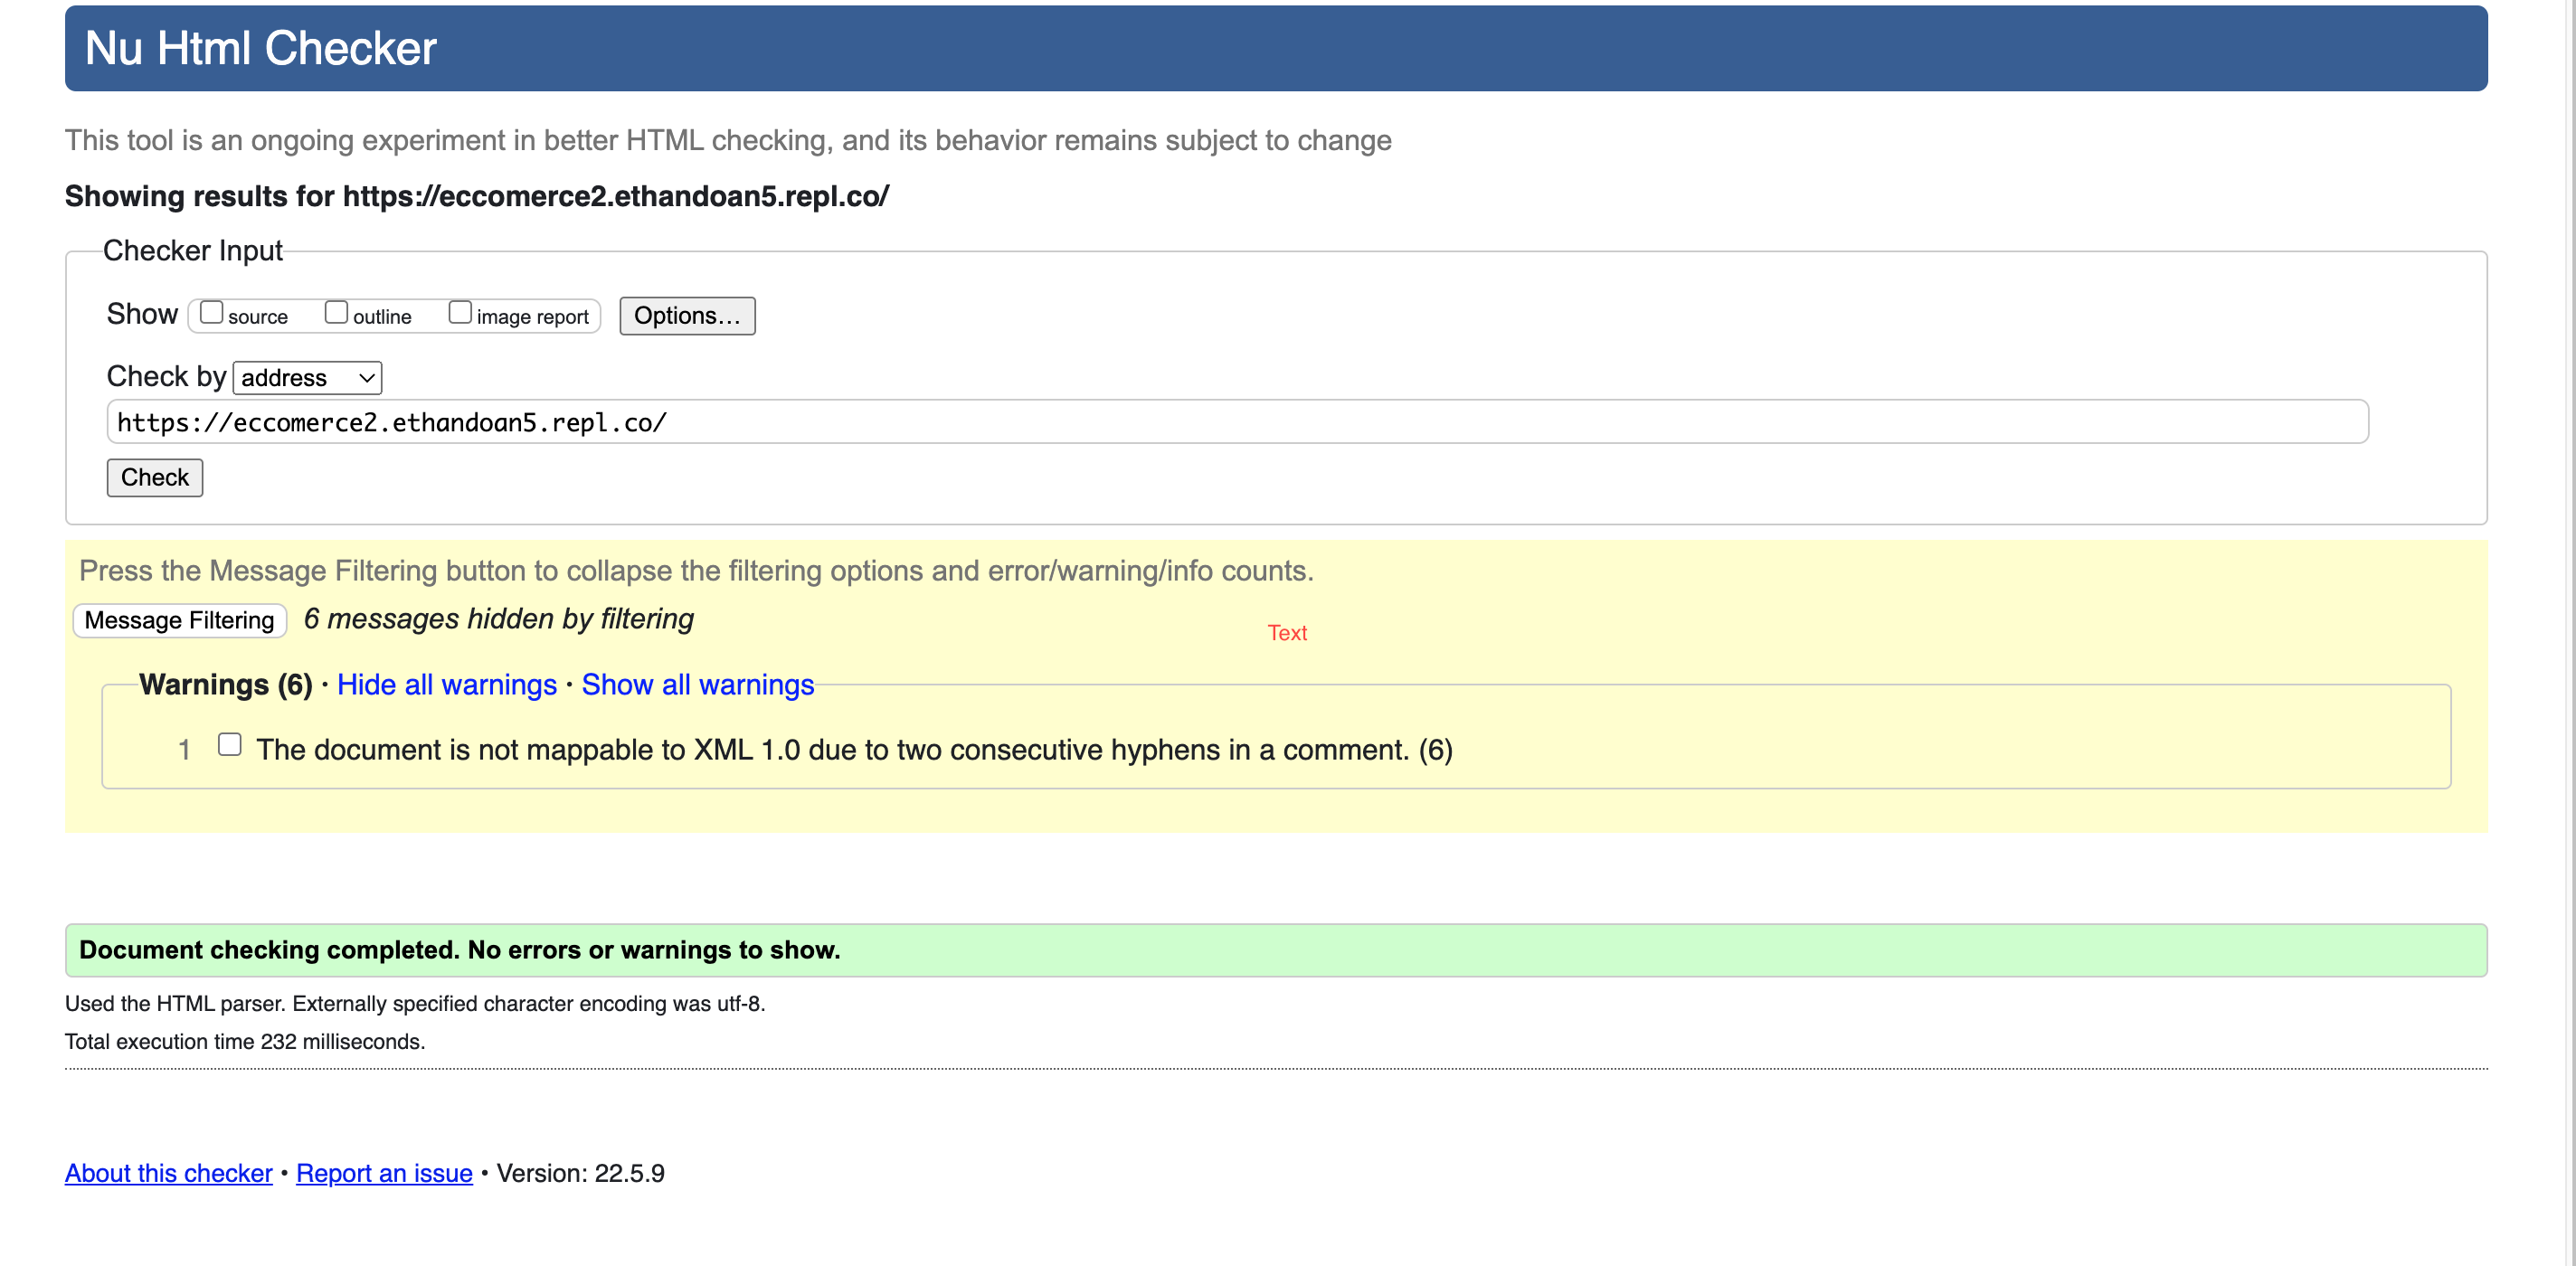 Nu Html Checker
This tool is an ongoing experiment in better HTML checking, and its behavior remains subject to change
Showing results for https://eccomerce2.ethandoan5.repl.co/
Checker Input
Show source outline image report Options...
Check by address
https://eccomerce2.ethandoan5.repl.co/
Check
Press the Message Filtering button to collapse the filtering options and error/warning/info counts.
Message Filtering 6 messages hidden by filtering
Text
Warnings (6) · Hide all warnings · Show all warnings
1 The document is not mappable to XML 1.0 due to two consecutive hyphens in a comment. (6)
Document checking completed. No errors or warnings to show.
Used the HTML parser. Externally specified character encoding was utf-8.
Total execution time 232 milliseconds.
About this checker • Report an issue • Version: 22.5.9